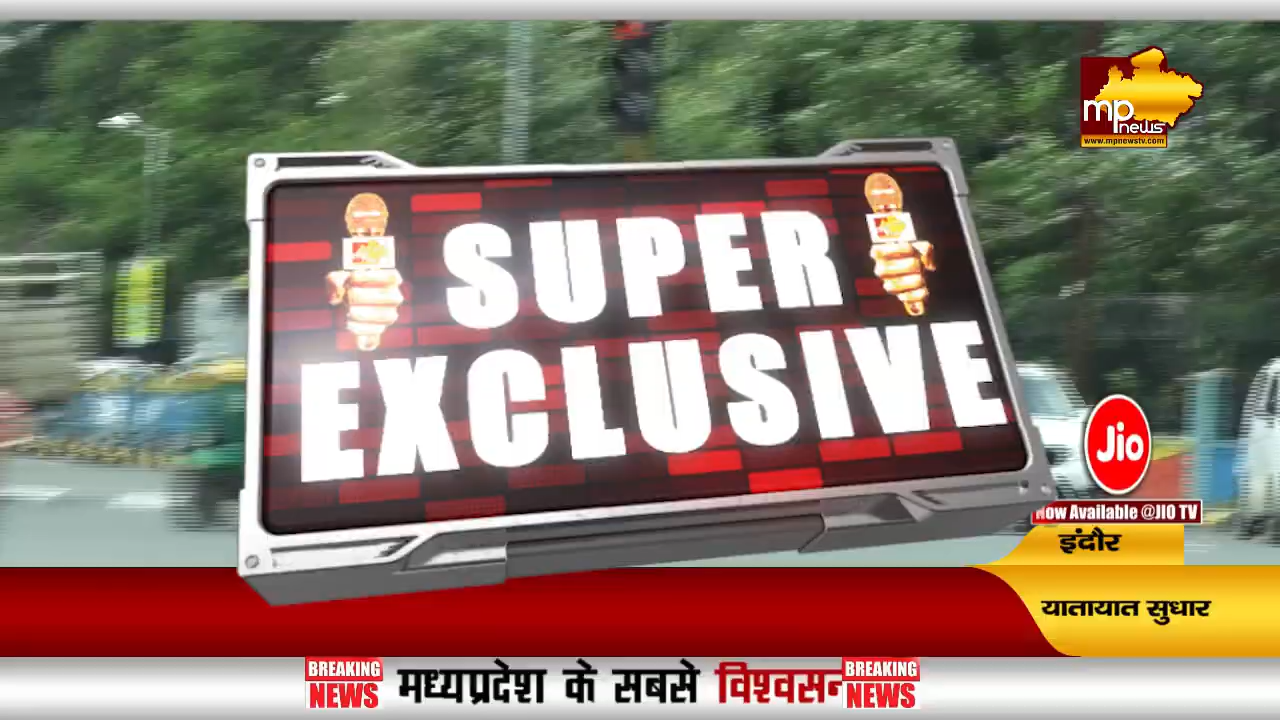 mp
news
www.mpnewstv.com
SUPER
EXCLUSIVE
Jio
Now Available @JIO TV
इंदौर
यातायात सुधार
BREAKING
NEWS
मध्यप्रदेश के सबसे
BREAKING
NEWS